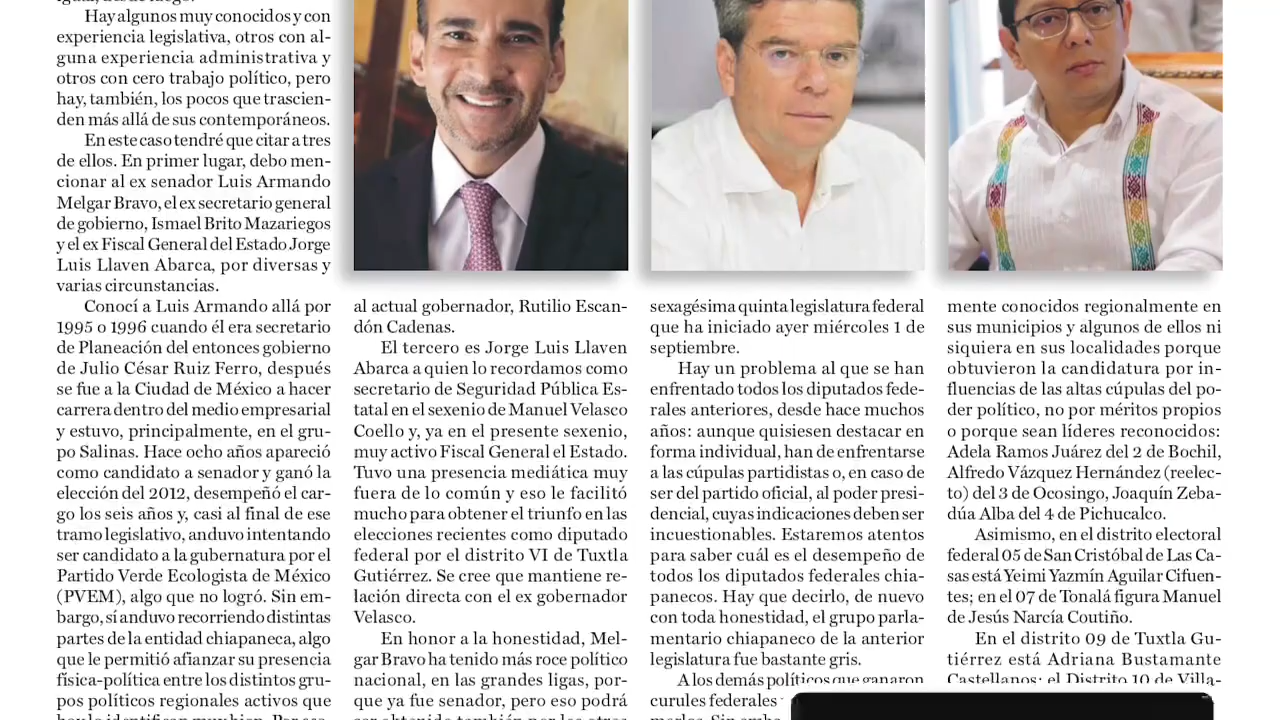 Hay algunos muy conocidos y con
experiencia legislativa, otros con al-
guna experiencia administrativa y
otros con cero trabajo político, pero
hay, también, los pocos que trascien-
den más allá de sus contemporáneos.
En este caso tendré que citar a tres
de ellos. En primer lugar, debo men-
cionar al ex senador Luis Armando
Melgar Bravo, el ex secretario general
de gobierno, Ismael Brito Mazariegos
y el ex Fiscal General del Estado Jorge
Luis Llaven Abarca, por diversas y
varias circunstancias.
Conocí a Luis Armando allá por
1995 o 1996 cuando él era secretario
de Planeación del entonces gobierno
de Julio César Ruiz Ferro, después
se fue a la Ciudad de México a hacer
carrera dentro del medio empresarial
y estuvo, principalmente, en el gru-
po Salinas. Hace ocho años apareció
como candidato a senador y ganó la
elección del 2012, desempeñó el car-
go los seis años y, casi al final de ese
tramo legislativo, anduvo intentando
ser candidato a la gubernatura por el
Partido Verde Ecologista de México
(PVEM), algo que no logró. Sin em-
bargo, sí anduvo recorriendo distintas
partes de la entidad chiapaneca, algo
que le permitió afianzar su presencia
física-política entre los distintos gru-
pos políticos regionales activos que
al actual gobernador, Rutilio Escan-
dón Cadenas.
El tercero es Jorge Luis Llaven
Abarca a quien lo recordamos como
secretario de Seguridad Pública Es-
tatal en el sexenio de Manuel Velasco
Coello y, ya en el presente sexenio,
muy activo Fiscal General el Estado.
Tuvo una presencia mediática muy
fuera de lo común y eso le facilitó
mucho para obtener el triunfo en las
elecciones recientes como diputado
federal por el distrito VI de Tuxtla
Gutiérrez. Se cree que mantiene re-
lación directa con el ex gobernador
Velasco.
En honor a la honestidad, Mel-
gar Bravo ha tenido más roce político
nacional, en las grandes ligas, por-
que ya fue senador, pero eso podrá
ser obtenido también por los otros
sexagésima quinta legislatura federal
que ha iniciado ayer miércoles 1 de
septiembre.
Hay un problema al que se han
enfrentado todos los diputados fede-
rales anteriores, desde hace muchos
años: aunque quisiesen destacar en
forma individual, han de enfrentarse
a las cúpulas partidistas o, en caso de
ser del partido oficial, al poder presi-
dencial, cuyas indicaciones deben ser
incuestionables. Estaremos atentos
para saber cuál es el desempeño de
todos los diputados federales chia-
panecos. Hay que decirlo, de nuevo
con toda honestidad, el grupo parla-
mentario chiapaneco de la anterior
legislatura fue bastante gris.
A los demás políticos que ganaron
curules federales
mente conocidos regionalmente en
sus municipios y algunos de ellos ni
siquiera en sus localidades porque
obtuvieron la candidatura por in-
fluencias de las altas cúpulas del po-
der político, no por méritos propios
o porque sean líderes reconocidos:
Adela Ramos Juárez del 2 de Bochil,
Alfredo Vázquez Hernández (reelec-
to) del 3 de Ocosingo, Joaquín Zeba-
dúa Alba del 4 de Pichucalco.
Asimismo, en el distrito electoral
federal 05 de San Cristóbal de Las Ca-
sas está Yeimi Yazmín Aguilar Cifuen-
tes; en el 07 de Tonalá figura Manuel
de Jesús Narcía Coutiño.
En el distrito 09 de Tuxtla Gu-
tiérrez está Adriana Bustamante
Castellanos; el Distrito 10 de Villa-